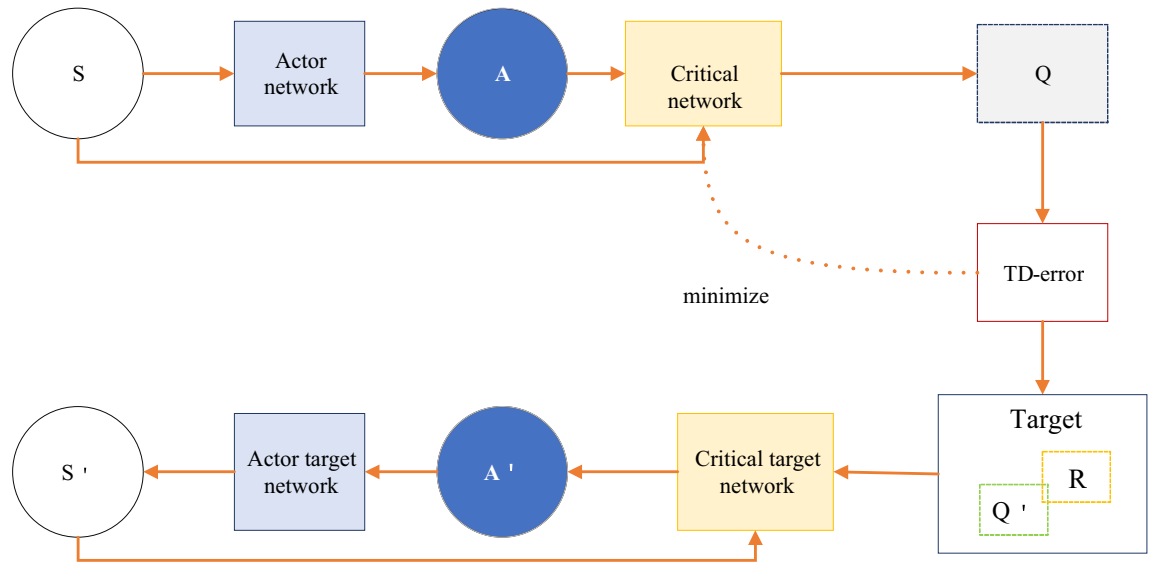 S
Actor
network
A
Critical
network
Q
TD-error
minimize
S '
Actor target
network
A '
Critical target
network
Target
R
Q '